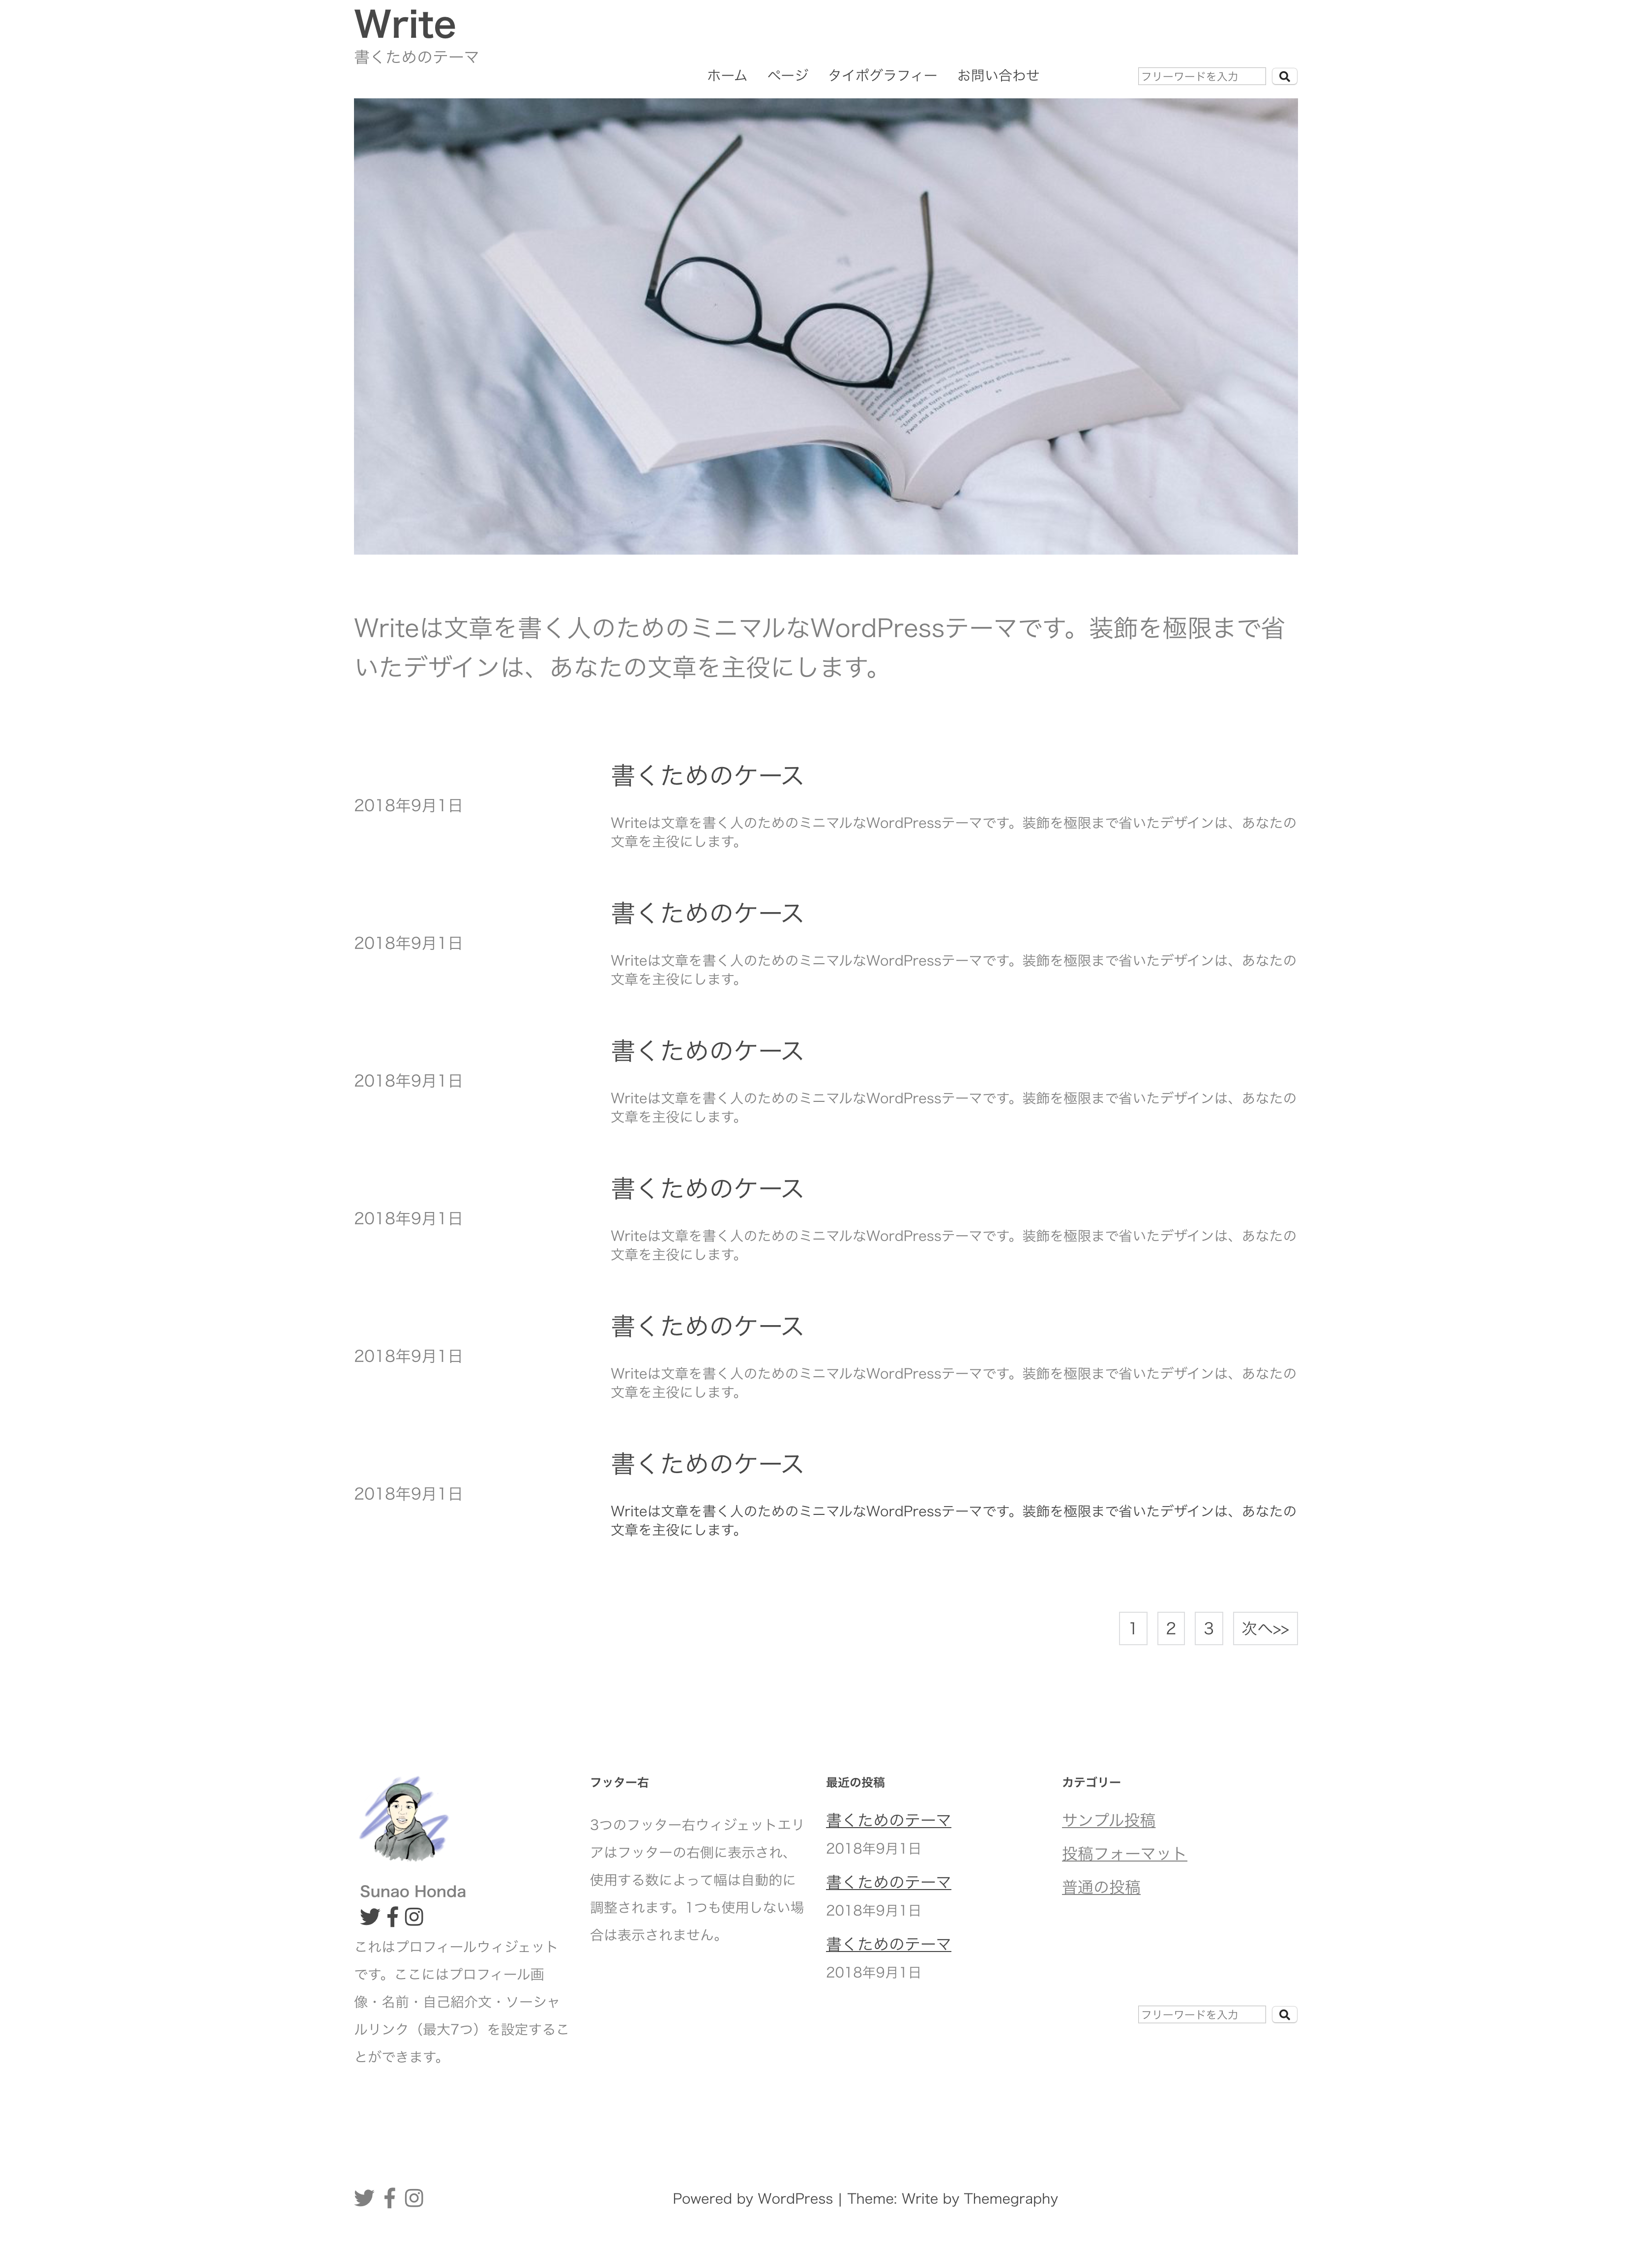 Write
書くためのテーマ
ホーム ページ タイポグラフィー お問い合わせ フリーワードを入力
Writeは文章を書く人のためのミニマルなWordPressテーマです。装飾を極限まで省
いたデザインは、あなたの文章を主役にします。
書くためのケース
2018年9月1日
Writeは文章を書く人のためのミニマルなWordPressテーマです。装飾を極限まで省いたデザインは、あなたの
文章を主役にします。
書くためのケース
2018年9月1日
Writeは文章を書く人のためのミニマルなWordPressテーマです。装飾を極限まで省いたデザインは、あなたの
文章を主役にします。
書くためのケース
2018年9月1日
Writeは文章を書く人のためのミニマルなWordPressテーマです。装飾を極限まで省いたデザインは、あなたの
文章を主役にします。
書くためのケース
2018年9月1日
Writeは文章を書く人のためのミニマルなWordPressテーマです。装飾を極限まで省いたデザインは、あなたの
文章を主役にします。
書くためのケース
2018年9月1日
Writeは文章を書く人のためのミニマルなWordPressテーマです。装飾を極限まで省いたデザインは、あなたの
文章を主役にします。
書くためのケース
2018年9月1日
Writeは文章を書く人のためのミニマルなWordPressテーマです。装飾を極限まで省いたデザインは、あなたの
文章を主役にします。
1 2 3 次へ>>
Sunao Honda
これはプロフィールウィジェット
です。ここにはプロフィール画
像・名前・自己紹介文・ソーシャ
ルリンク（最大7つ）を設定するこ
とができます。
フッター右
3つのフッター右ウィジェットエリ
アはフッターの右側に表示され、
使用する数によって幅は自動的に
調整されます。1つも使用しない場
合は表示されません。
最近の投稿
書くためのテーマ
2018年9月1日
書くためのテーマ
2018年9月1日
書くためのテーマ
2018年9月1日
カテゴリー
サンプル投稿
投稿フォーマット
普通の投稿
フリーワードを入力
Powered by WordPress | Theme: Write by Themegraphy